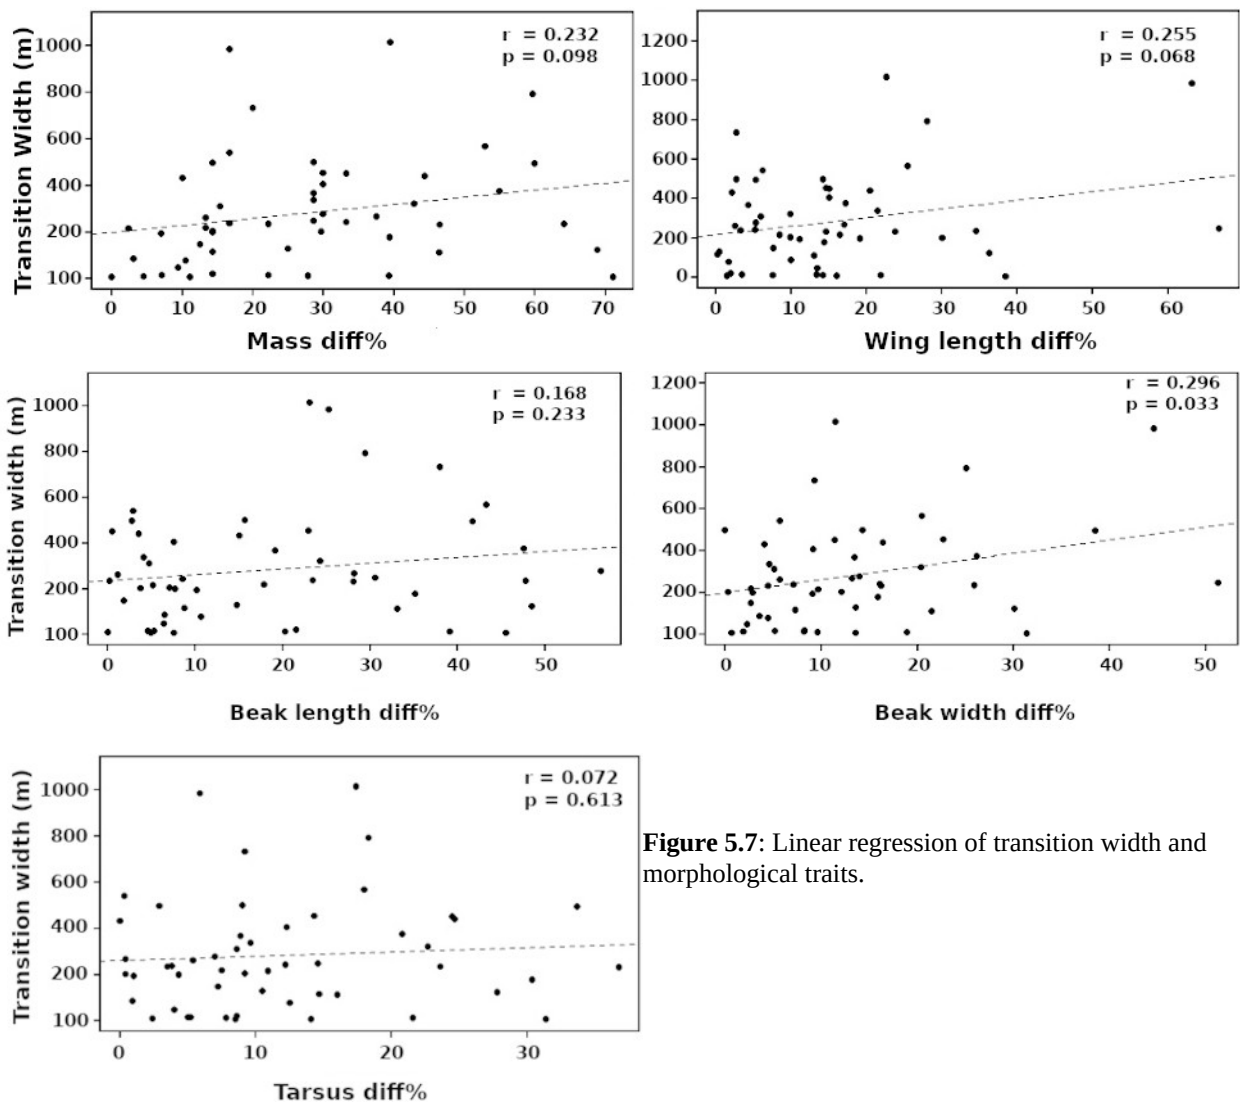 r = 0.232
p = 0.098
Transition Width (m)
1000
800
600
400
200
100
0 10 20 30 40 50 60 70
Mass diff%
r = 0.255
p = 0.068
1200
1000
800
600
400
200
0
0 10 20 30 40 50 60
Wing length diff%
r = 0.168
p = 0.233
Transition width (m)
1000
800
600
400
200
100
0 10 20 30 40 50
Beak length diff%
r = 0.296
p = 0.033
1200
1000
800
600
400
200
100
0 10 20 30 40 50
Beak width diff%
r = 0.072
p = 0.613
Transition width (m)
1000
800
600
400
200
100
0 10 20 30
Tarsus diff%
Figure 5.7: Linear regression of transition width and
morphological traits.